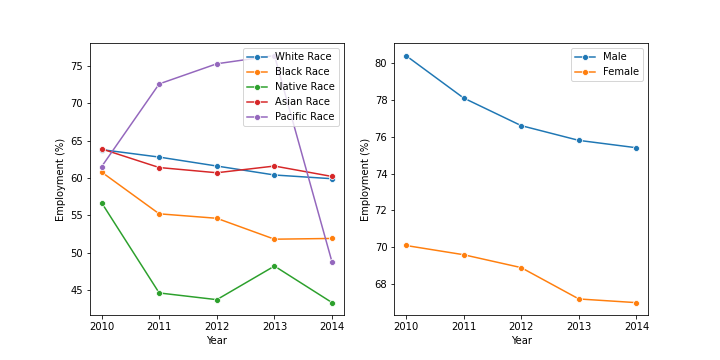 75
70
65
60
55
50
45
Employment (%)
2010 2011 2012 2013 2014
Year
White Race
Black Race
Native Race
Asian Race
Pacific Race
80
78
76
74
72
70
68
Employment (%)
2010 2011 2012 2013 2014
Year
Male
Female